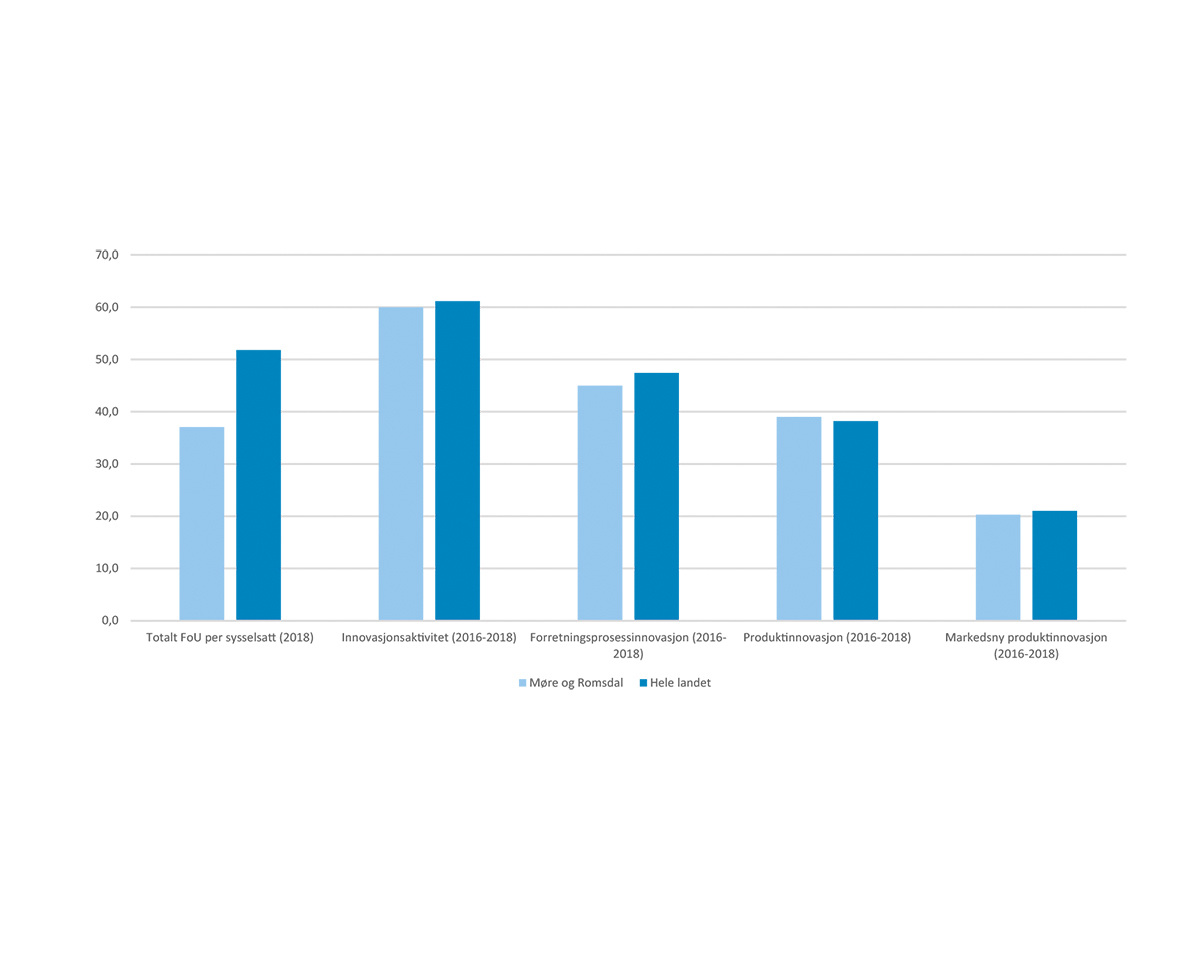 70,0
60,0
50,0
40,0
30,0
20,0
10,0
0,0
Totalt FoU per sysselsatt (2018)
Innovasjonsaktivitet (2016-2018)
Forretningsprosessinnovasjon (2016-
2018)
Produktinnovasjon (2016-2018)
Markedsny produktinnovasjon
(2016-2018)
Møre og Romsdal
Hele landet